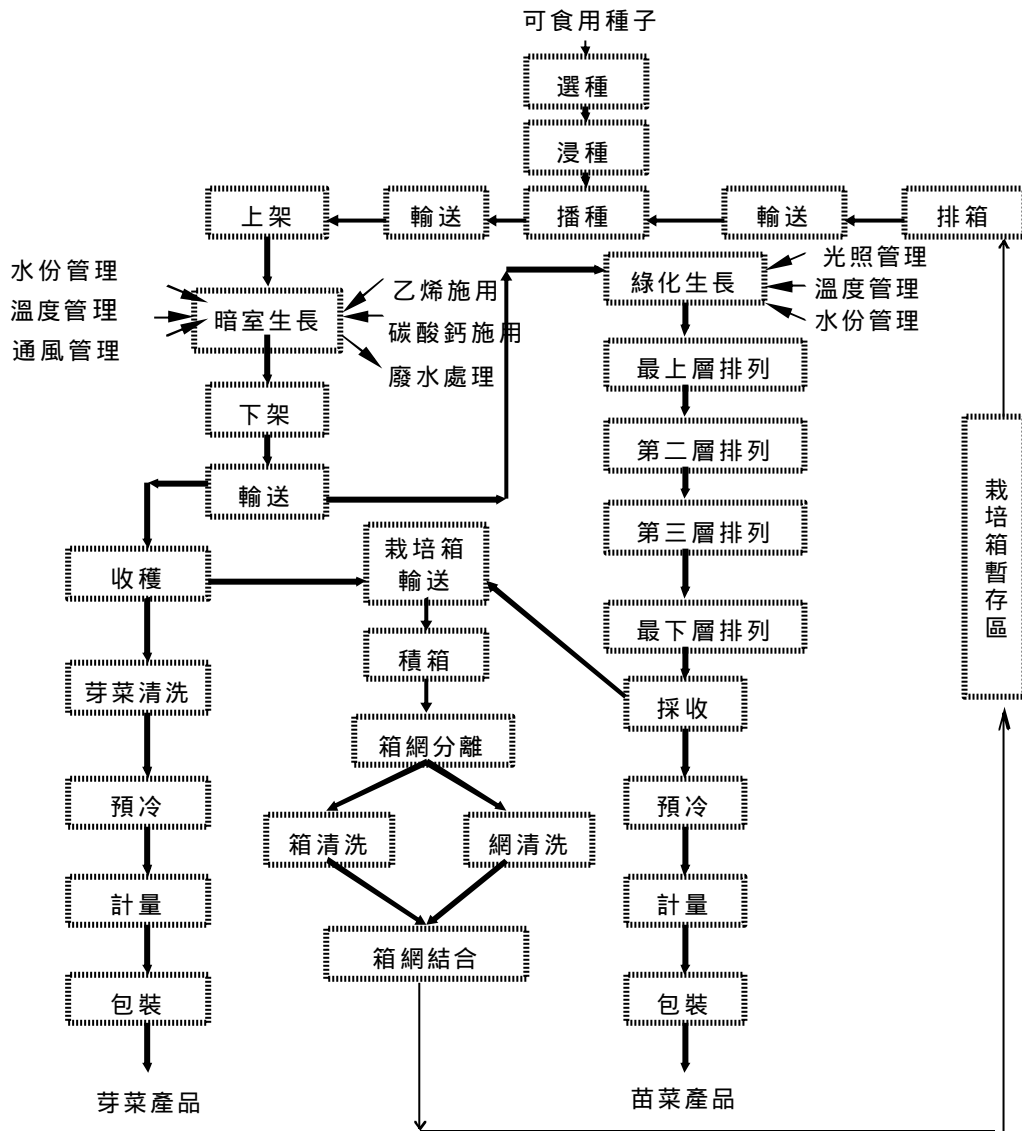 可食用種子
選種
浸種
上架
輸送
播種
輸送
排箱
水份管理
溫度管理
通風管理
暗室生長
乙烯施用
碳酸鈣施用
廢水處理
綠化生長
光照管理
溫度管理
水份管理
下架
輸送
最上層排列
第二層排列
第三層排列
最下層排列
栽培箱暫存區
收穫
栽培箱
輸送
積箱
芽菜清洗
採收
箱網分離
預冷
箱清洗
網清洗
預冷
計量
計量
箱網結合
包裝
包裝
芽菜產品
苗菜產品